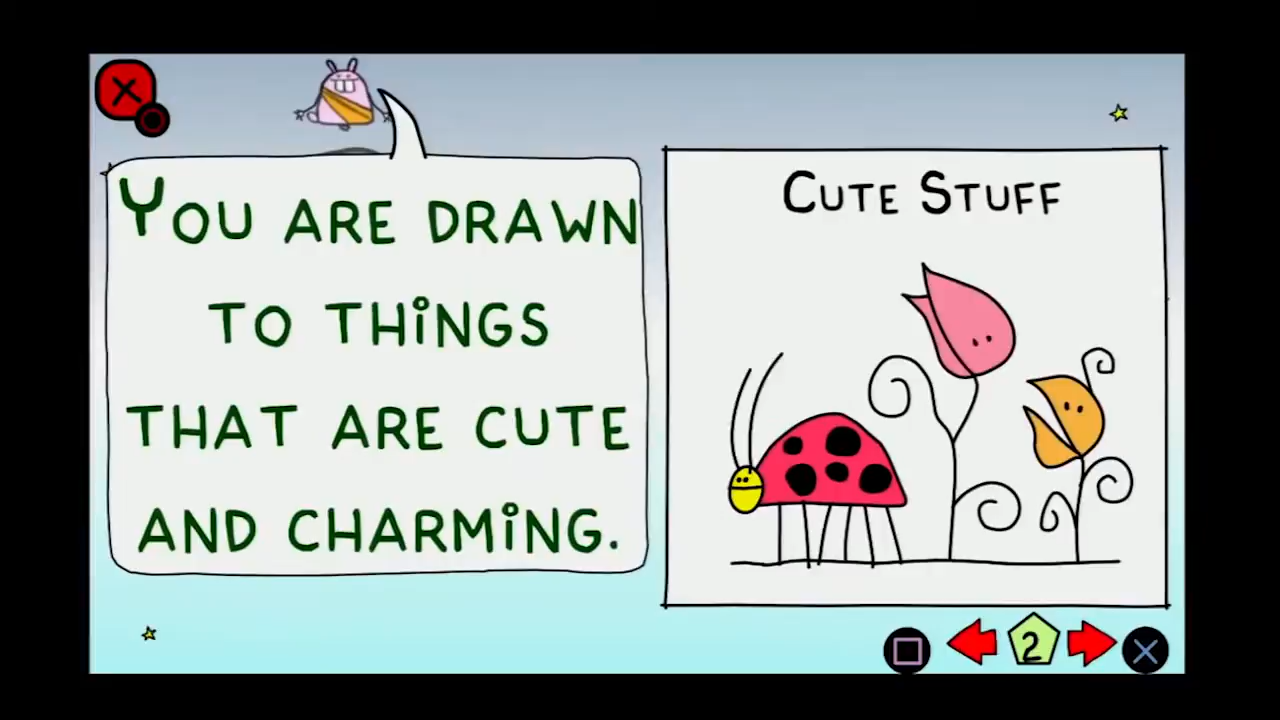 YOU ARE DRAWN
TO THiNGS
THAT ARE CUTE
AND CHARMiNG.
CUTE STUFF
2